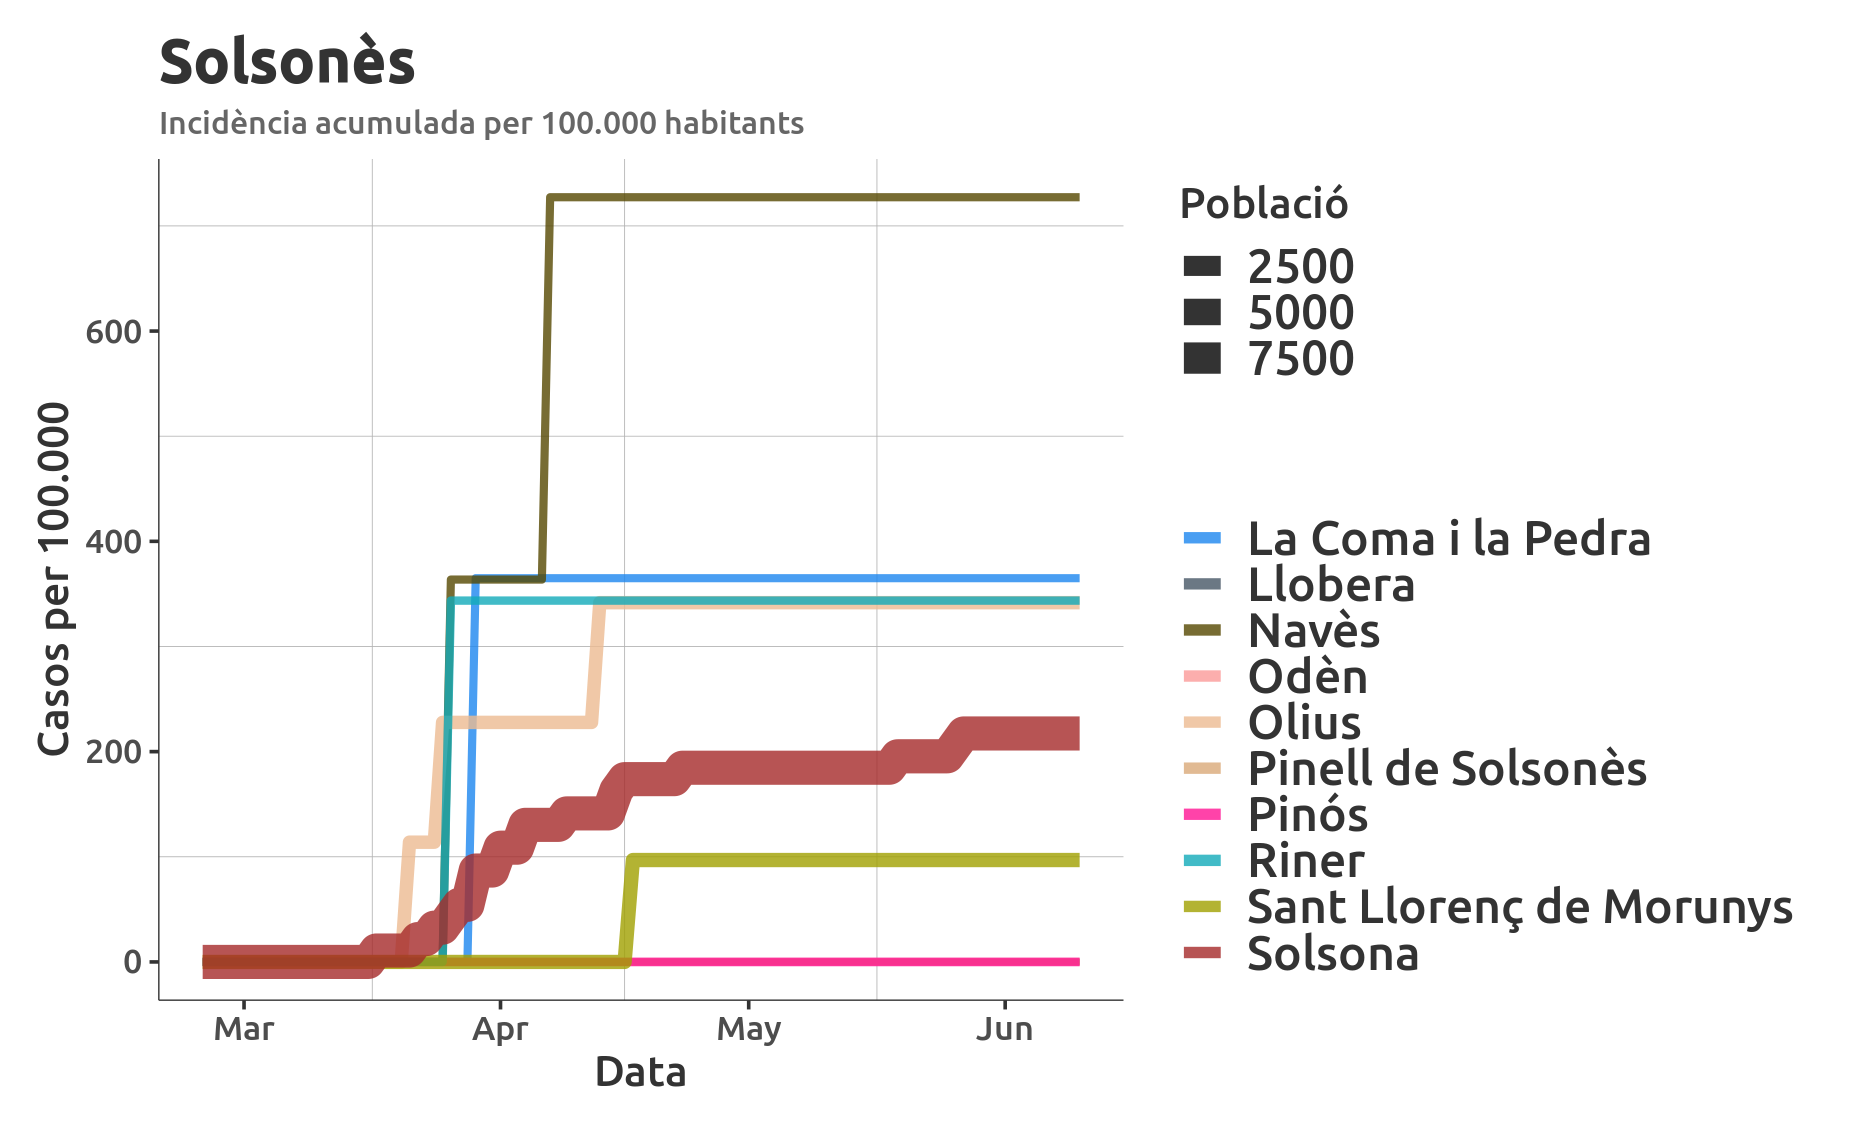 Solsonès
Incidència acumulada per 100.000 habitants
Casos per 100.000
600
400
200
0
Mar
Apr
May
Jun
Data
Població
2500
5000
7500
La Coma i la Pedra
Llobera
Navès
Odèn
Olius
Pinell de Solsonès
Pinós
Riner
Sant Llorenç de Morunys
Solsona